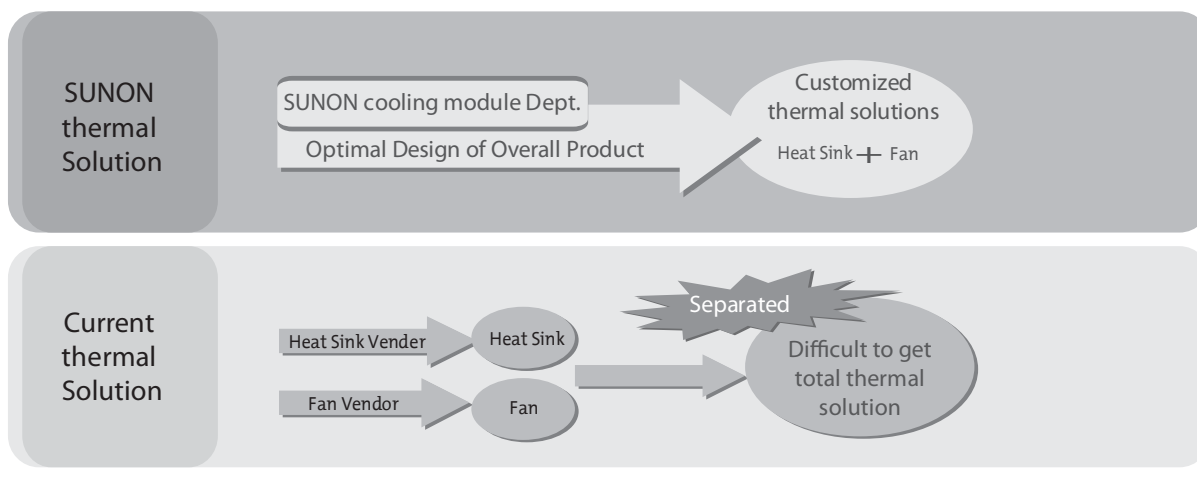 SUNON
thermal
Solution
SUNON cooling module Dept.
Optimal Design of Overall Product
Customized
thermal solutions
Heat Sink + Fan
Current
thermal
Solution
Heat Sink Vender
Heat Sink
Fan Vendor
Fan
Separated
Difficult to get
total thermal
solution